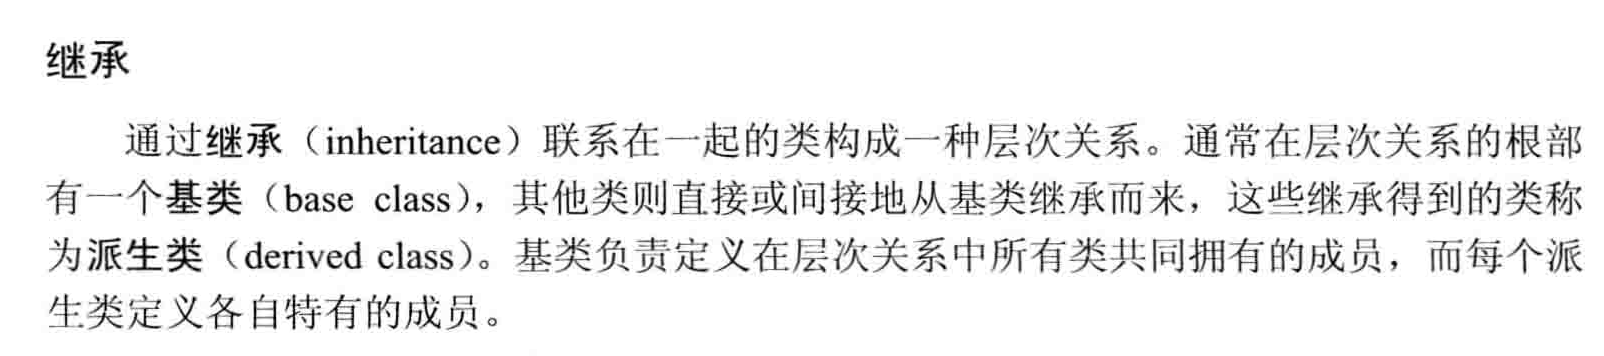 继承
通过继承（inheritance）联系在一起的类构成一种层次关系。通常在层次关系的根部
有一个基类（base class），其他类则直接或间接地从基类继承而来，这些继承得到的类称
为派生类（derived class）。基类负责定义在层次关系中所有类共同拥有的成员，而每个派
生类定义各自特有的成员。